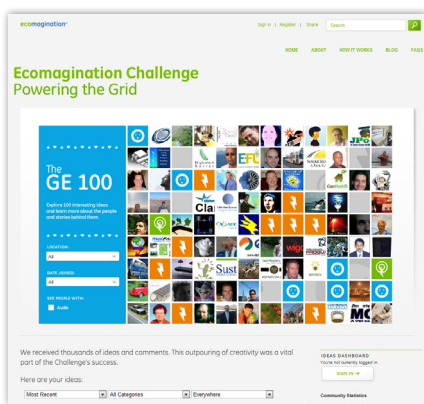 ecomagination
Sign in | Register | Share Search
HOME ABOUT HOW IT WORKS BLOG FAQS
Ecomagination Challenge
Powering the Grid
The
GE 100
Explore 100 interesting ideas
and learn more about the people
and stories behind them.
LOCATION:
All
DATE JOINED:
All
SEE PEOPLE WITH:
Audio
We received thousands of ideas and comments. This outpouring of creativity was a vital
part of the Challenge's success.
Here are your ideas:
Most Recent All Categories Everywhere
IDEAS DASHBOARD
You're not currently logged in.
SIGN IN →
Community Statistics